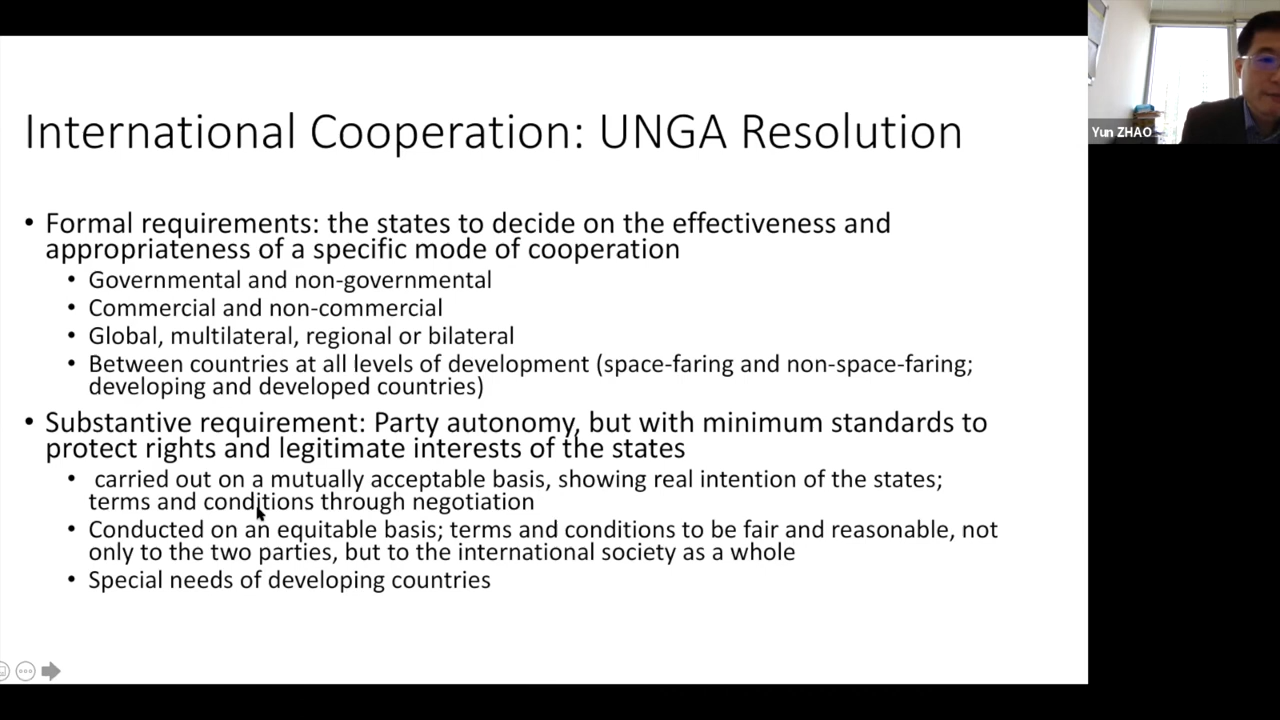 International Cooperation: UNGA Resolution
Yun ZHAO
• Formal requirements: the states to decide on the effectiveness and
appropriateness of a specific mode of cooperation
• Governmental and non-governmental
• Commercial and non-commercial
• Global, multilateral, regional or bilateral
• Between countries at all levels of development (space-faring and non-space-faring;
developing and developed countries)
• Substantive requirement: Party autonomy, but with minimum standards to
protect rights and legitimate interests of the states
• carried out on a mutually acceptable basis, showing real intention of the states;
terms and conditions through negotiation
• Conducted on an equitable basis; terms and conditions to be fair and reasonable, not
only to the two parties, but to the international society as a whole
• Special needs of developing countries